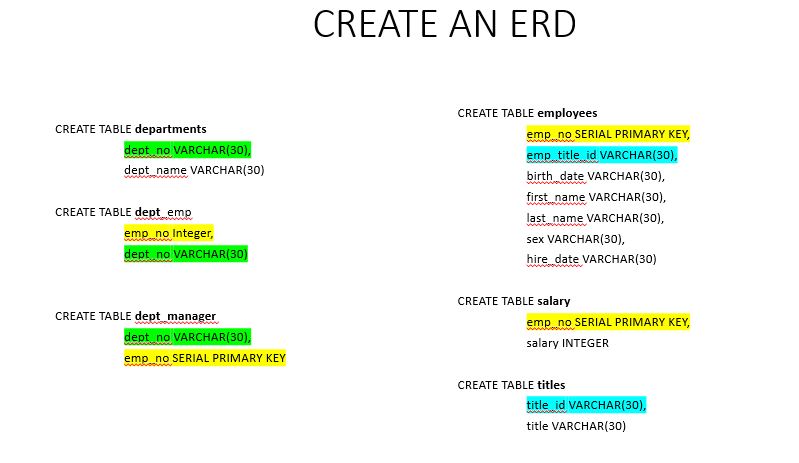 CREATE AN ERD
CREATE TABLE departments
dept_no VARCHAR(30),
dept_name VARCHAR(30)
CREATE TABLE dept_emp
emp_no Integer,
dept_no VARCHAR(30)
CREATE TABLE dept_manager
dept_no VARCHAR(30),
emp_no SERIAL PRIMARY KEY
CREATE TABLE employees
emp_no SERIAL PRIMARY KEY,
emp_title_id VARCHAR(30),
birth_date VARCHAR(30),
first_name VARCHAR(30),
last_name VARCHAR(30),
sex VARCHAR(30),
hire_date VARCHAR(30)
CREATE TABLE salary
emp_no SERIAL PRIMARY KEY,
salary INTEGER
CREATE TABLE titles
title_id VARCHAR(30),
title VARCHAR(30)